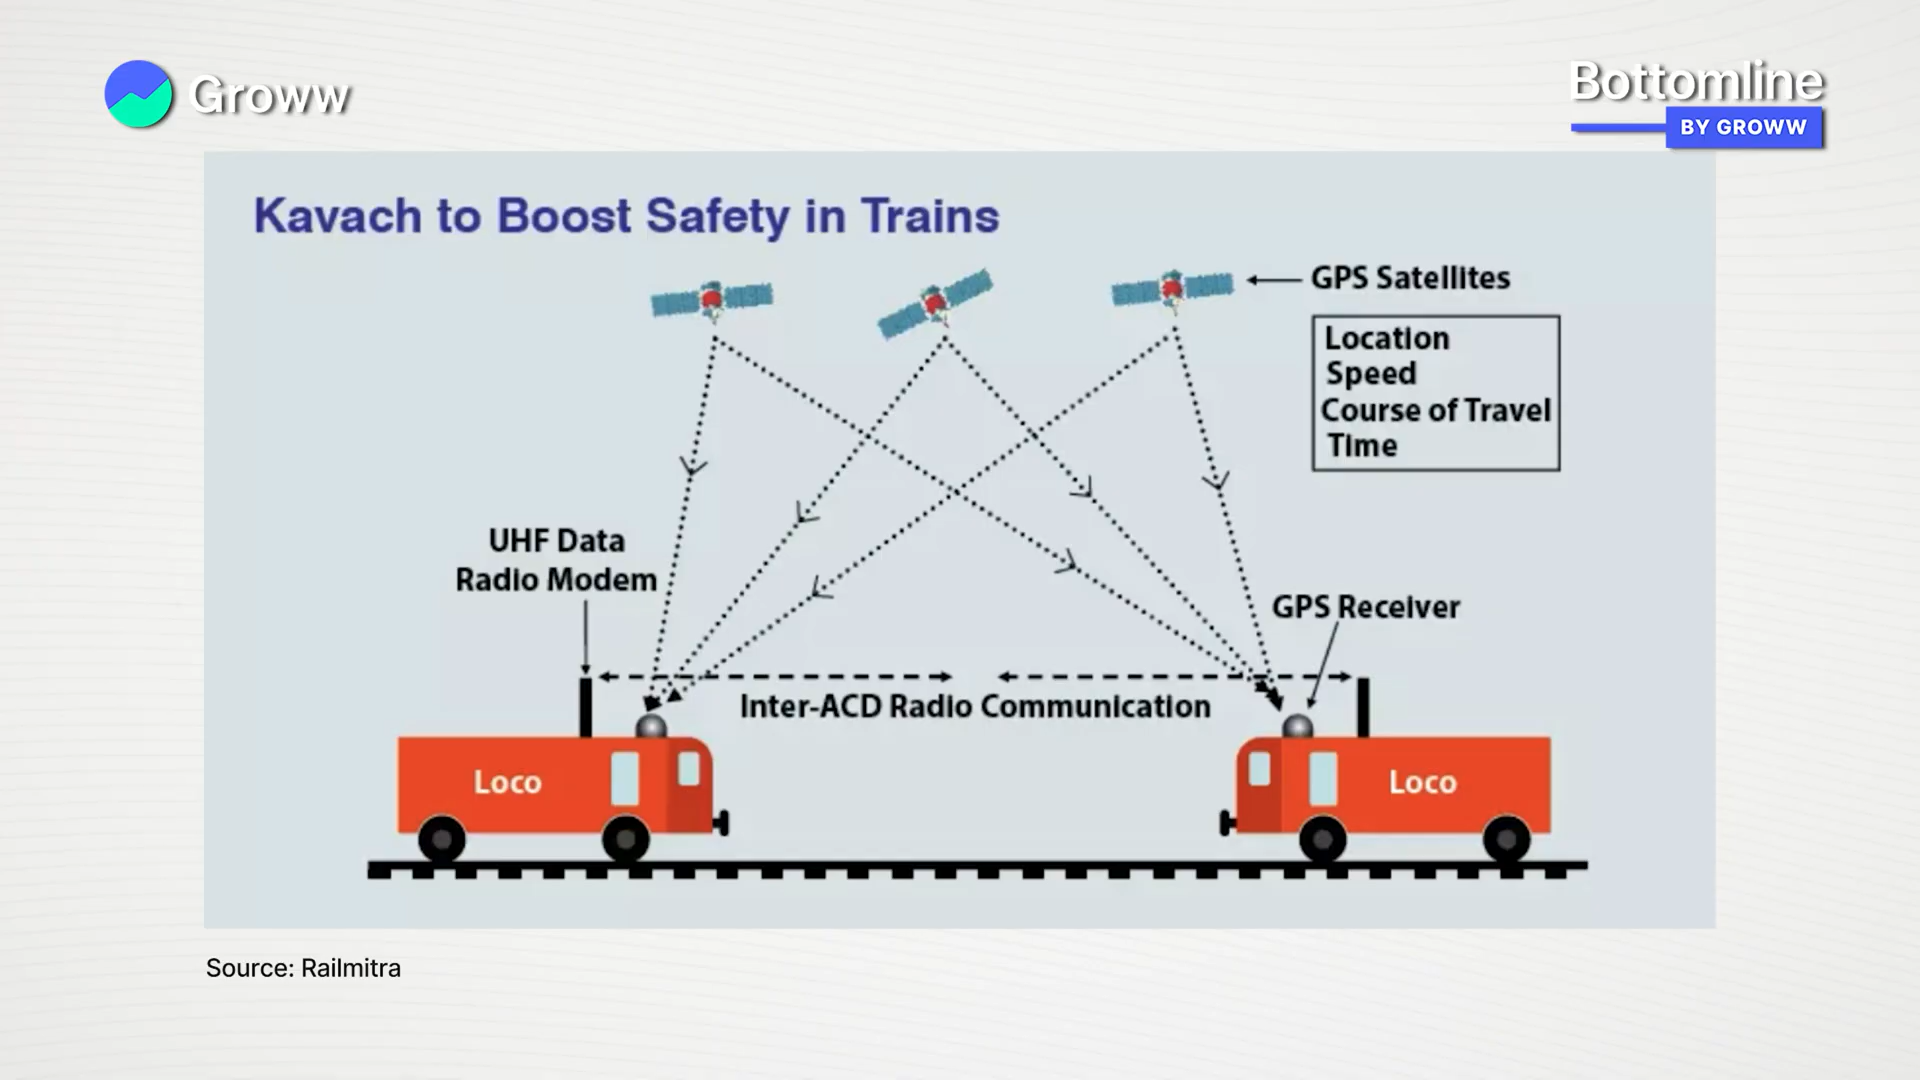 Groww
Bottomline
BY GROWW
Kavach to Boost Safety in Trains
GPS Satellites
Location
Speed
Course of Travel
Time
UHF Data
Radio Modem
GPS Receiver
Inter-ACD Radio Communication
Loco
Loco
Source: Railmitra